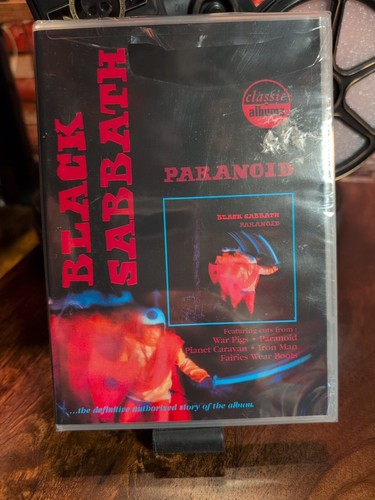 BLACK
SABBATH
classic
albums
PARANOID
BLACK SABBATH
PARANOID
Featuring cuts from :
War Pigs • Paranoid
Planet Caravan • Iron Man
Fairies Wear Boots
...the definitive authorized story of the album.